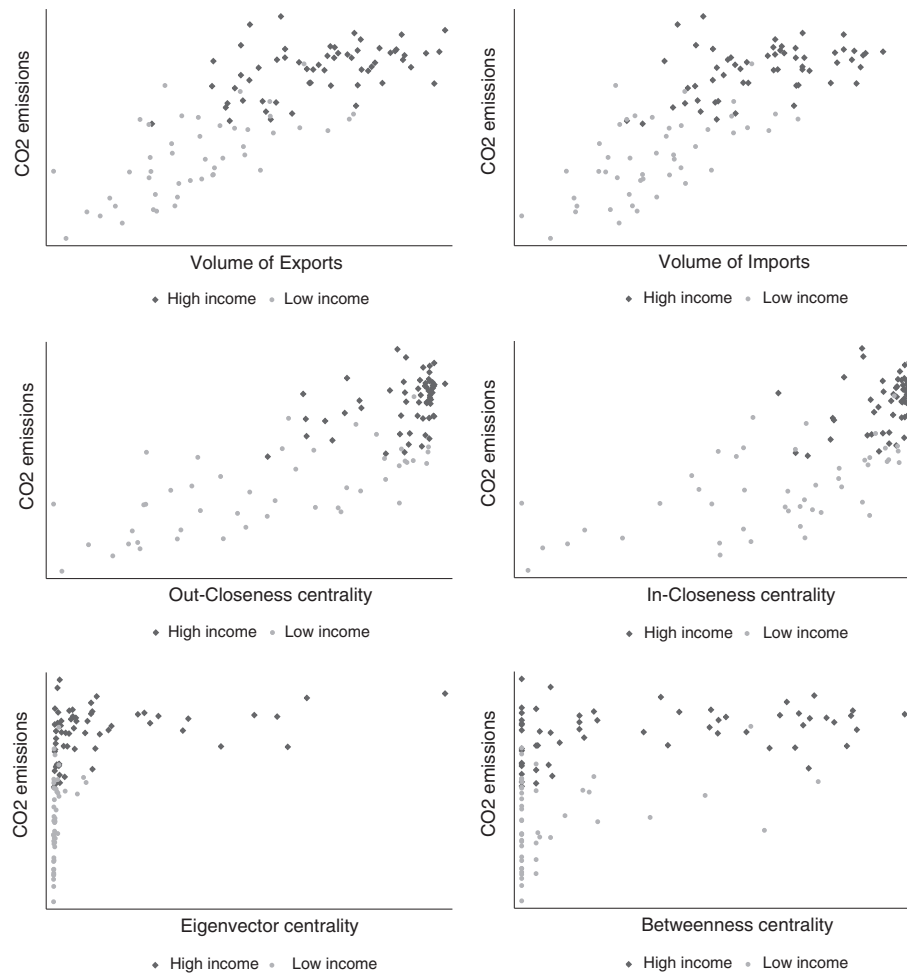 CO2 emissions
Volume of Exports
High income Low income
CO2 emissions
Volume of Imports
High income Low income
CO2 emissions
Out-Closeness centrality
High income Low income
CO2 emissions
In-Closeness centrality
High income Low income
CO2 emissions
Eigenvector centrality
High income Low income
CO2 emissions
Betweenness centrality
High income Low income